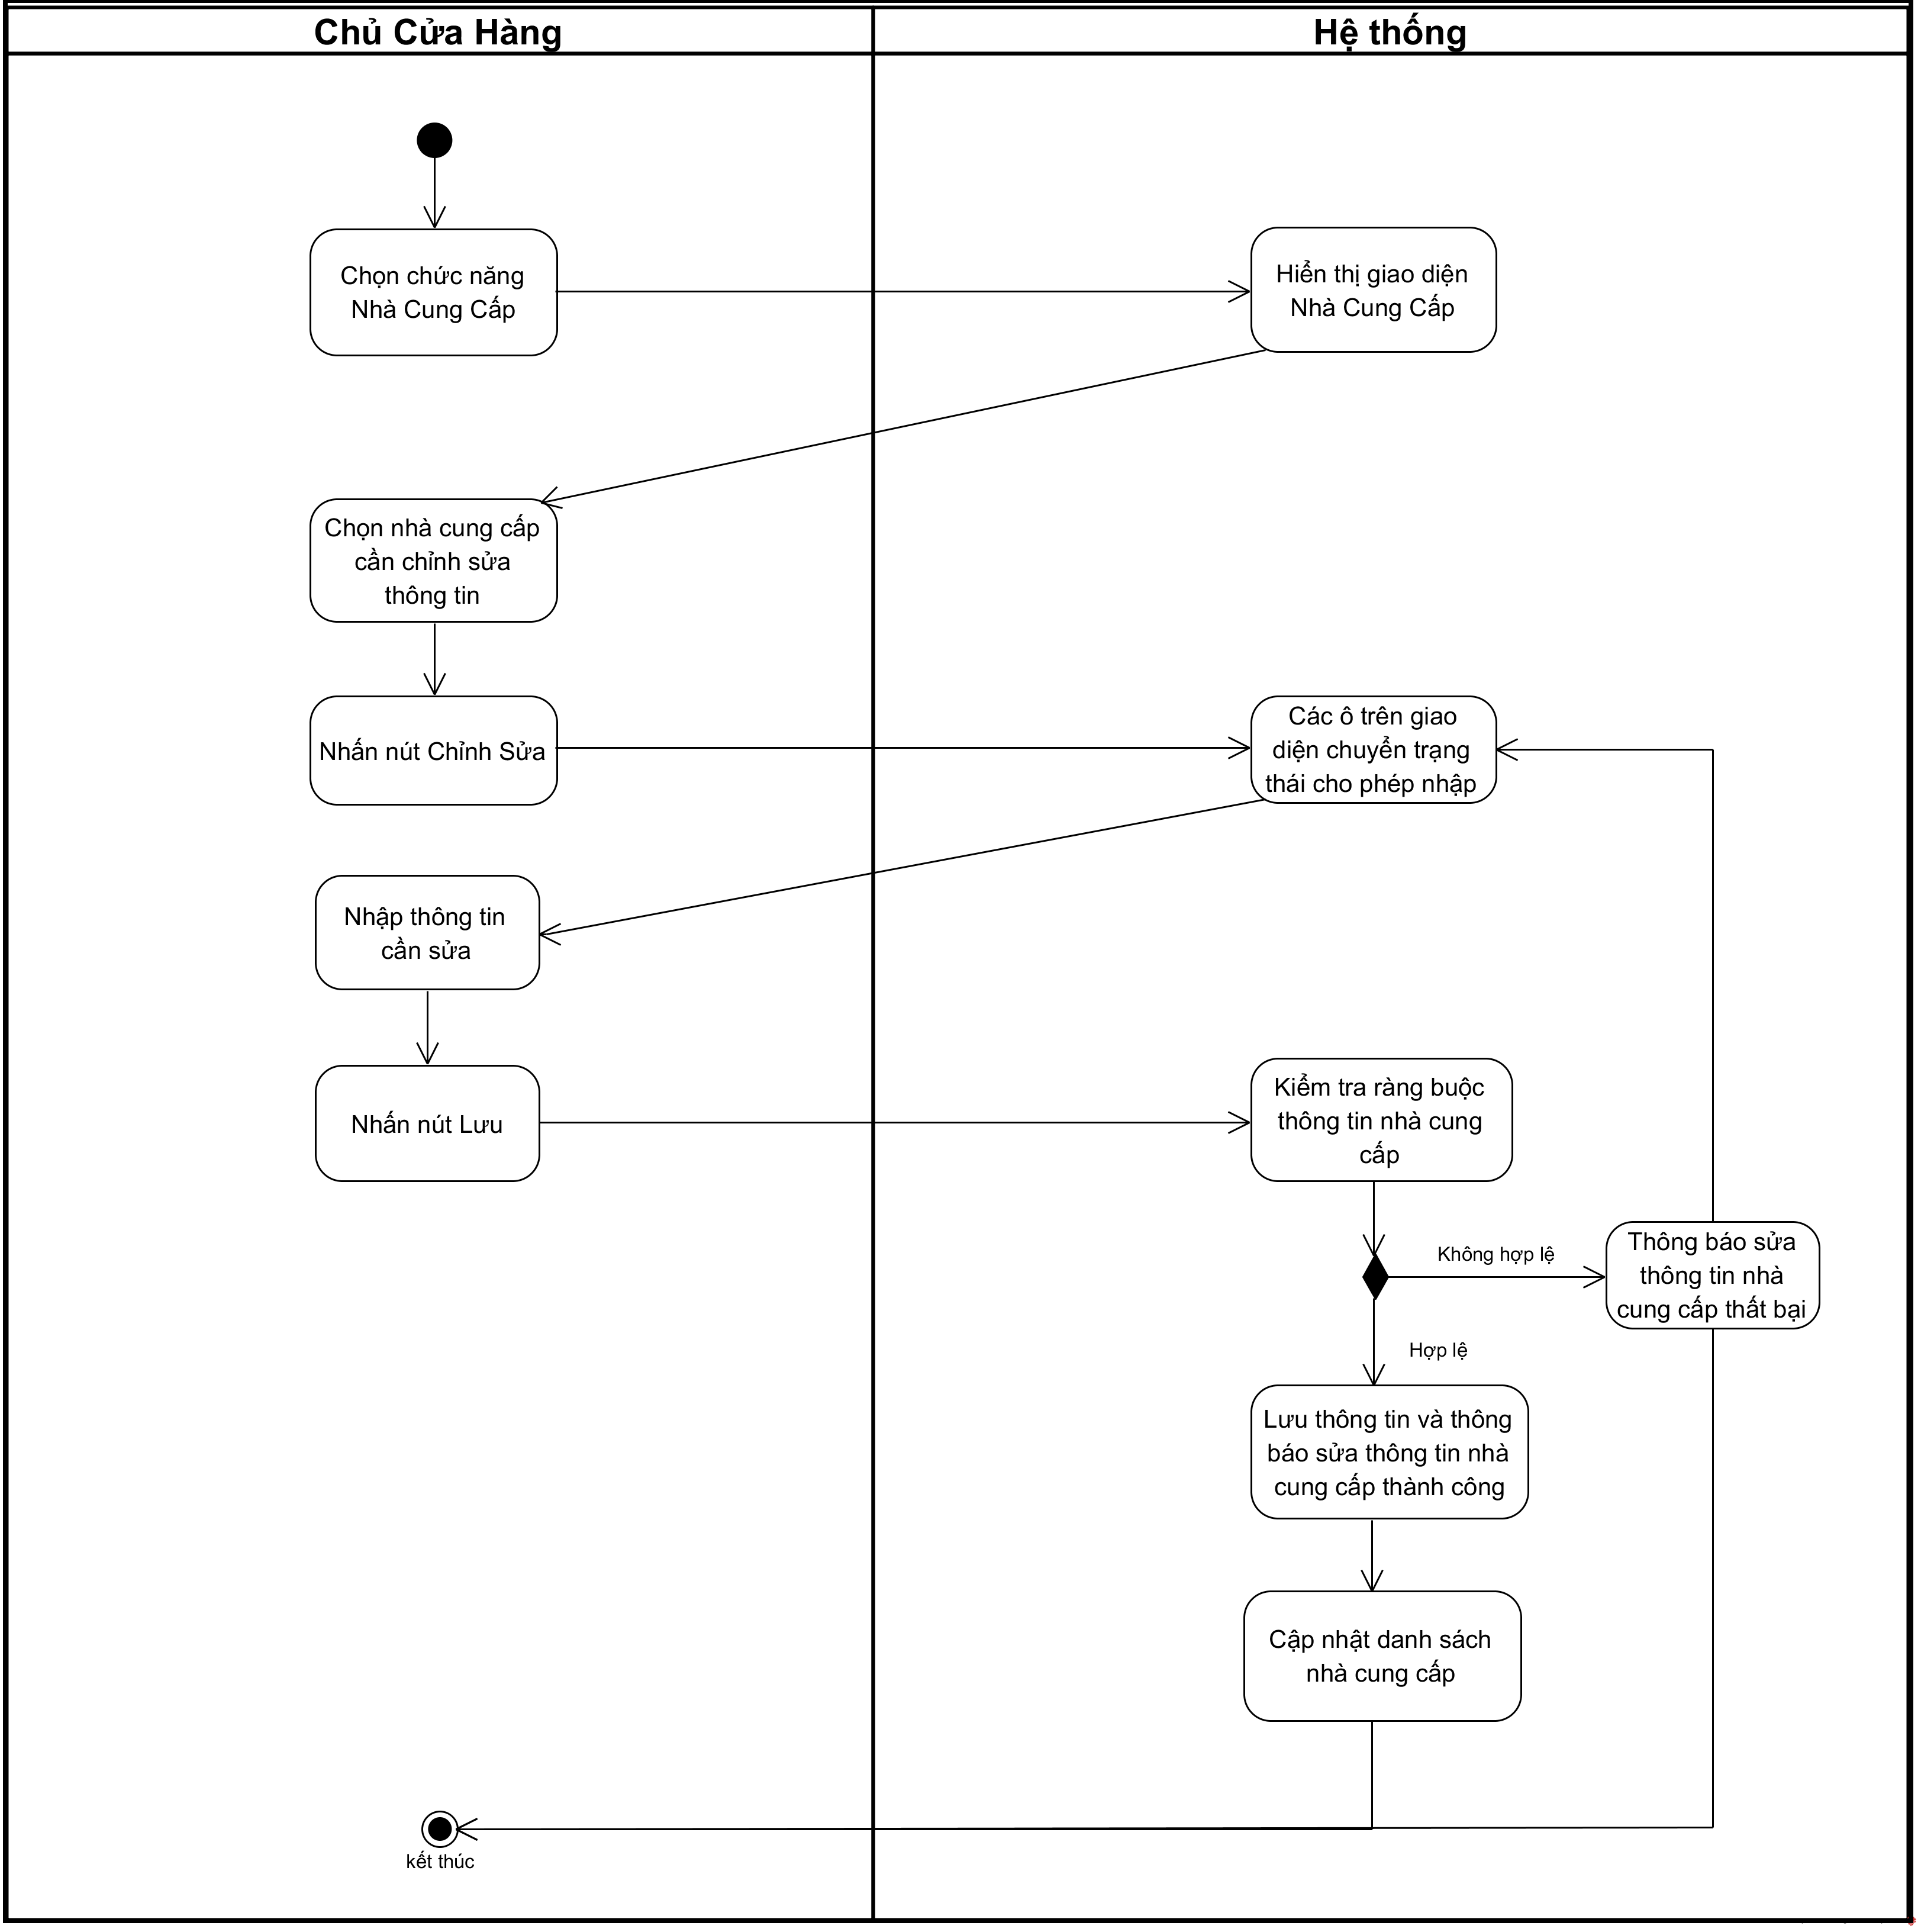 Chủ Cửa Hàng
Hệ thống
Chọn chức năng
Nhà Cung Cấp
Hiển thị giao diện
Nhà Cung Cấp
Chọn nhà cung cấp
cần chỉnh sửa
thông tin
Nhấn nút Chỉnh Sửa
Các ô trên giao
diện chuyển trạng
thái cho phép nhập
Nhập thông tin
cần sửa
Nhấn nút Lưu
Kiểm tra ràng buộc
thông tin nhà cung
cấp
Không hợp lệ
Thông báo sửa
thông tin nhà
cung cấp thất bại
Hợp lệ
Lưu thông tin và thông
báo sửa thông tin nhà
cung cấp thành công
Cập nhật danh sách
nhà cung cấp
kết thúc